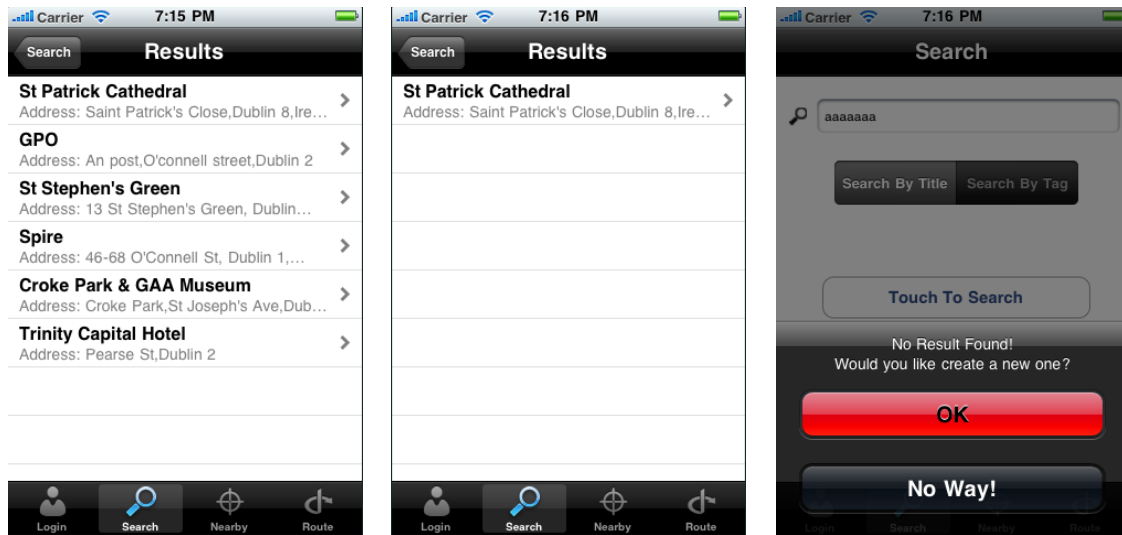 Carrier 7:15 PM
Search Results
St Patrick Cathedral
Address: Saint Patrick's Close,Dublin 8,Ire...
GPO
Address: An post,O'connell street,Dublin 2
St Stephen's Green
Address: 13 St Stephen's Green, Dublin...
Spire
Address: 46-68 O'Connell St, Dublin 1,...
Croke Park & GAA Museum
Address: Croke Park,St Joseph's Ave,Dub...
Trinity Capital Hotel
Address: Pearse St,Dublin 2
Login Search Nearby Route
Carrier 7:16 PM
Search Results
St Patrick Cathedral
Address: Saint Patrick's Close,Dublin 8,Ire...
Login Search Nearby Route
Carrier 7:16 PM
Search
aaaaaaa
Search By Title Search By Tag
Touch To Search
No Result Found!
Would you like create a new one?
OK
No Way!
Login Search Nearby Route